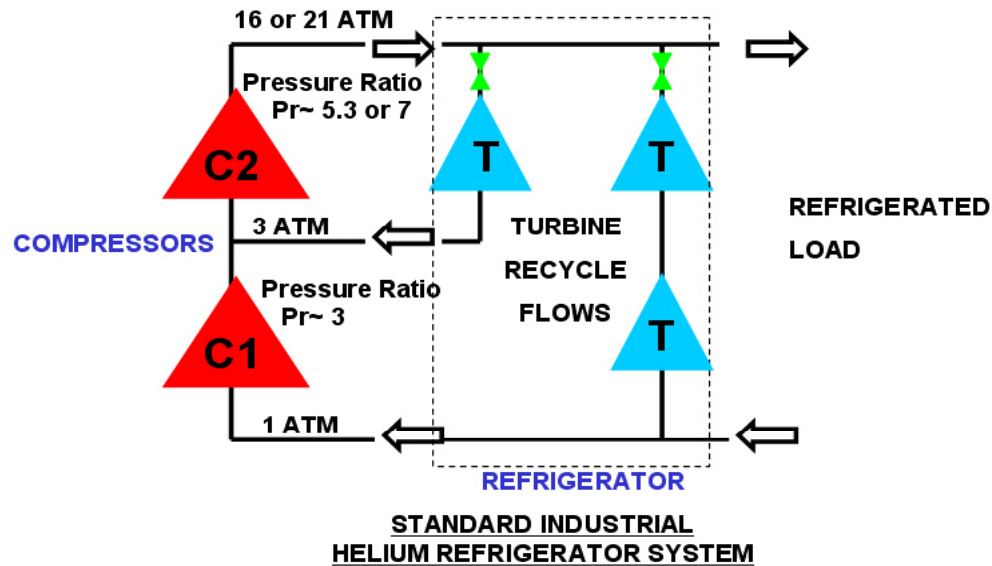 16 or 21 ATM
Pressure Ratio
Pr~ 5.3 or 7
C2
T
T
3 ATM
TURBINE
RECYCLE
FLOWS
REFRIGERATED
LOAD
COMPRESSORS
Pressure Ratio
Pr~ 3
C1
T
1 ATM
REFRIGERATOR
STANDARD INDUSTRIAL
HELIUM REFRIGERATOR SYSTEM